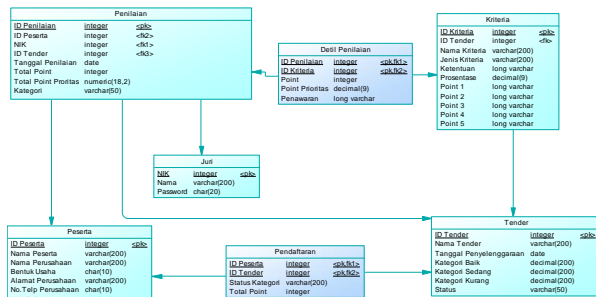 Penilaian
ID Penilaian integer <pk>
ID Peserta integer <fk2>
NIK integer <fk1>
ID Tender integer <fk3>
Tanggal Penilaian date
Total Point integer
Total Point Proritas numeric(18,2)
Kategori varchar(50)
Detil Penilaian
ID Penilaian integer <pk,fk1>
ID Kriteria integer <pk,fk2>
Point integer
Point Prioritas decimal(9)
Penawaran long varchar
Kriteria
ID Kriteria integer <pk>
ID Tender integer <fk>
Nama Kriteria varchar(200)
Jenis Kriteria varchar(200)
Ketentuan long varchar
Prosentase decimal(9)
Point 1 long varchar
Point 2 long varchar
Point 3 long varchar
Point 4 long varchar
Point 5 long varchar
Juri
NIK integer <pk>
Nama varchar(200)
Password char(20)
Peserta
ID Peserta integer <pk>
Nama Peserta varchar(200)
Nama Perusahaan varchar(200)
Bentuk Usaha char(10)
Alamat Perusahaan varchar(200)
No.Telp Perusahaan char(10)
Pendaftaran
ID Peserta integer <pk,fk1>
ID Tender integer <pk,fk2>
Status Kategori varchar(200)
Total Point integer
Tender
ID Tender integer <pk>
Nama Tender varchar(200)
Tanggal Penyelenggaraan date
Kategori Baik decimal(200)
Kategori Sedang decimal(200)
Kategori Kurang decimal(200)
Status varchar(50)